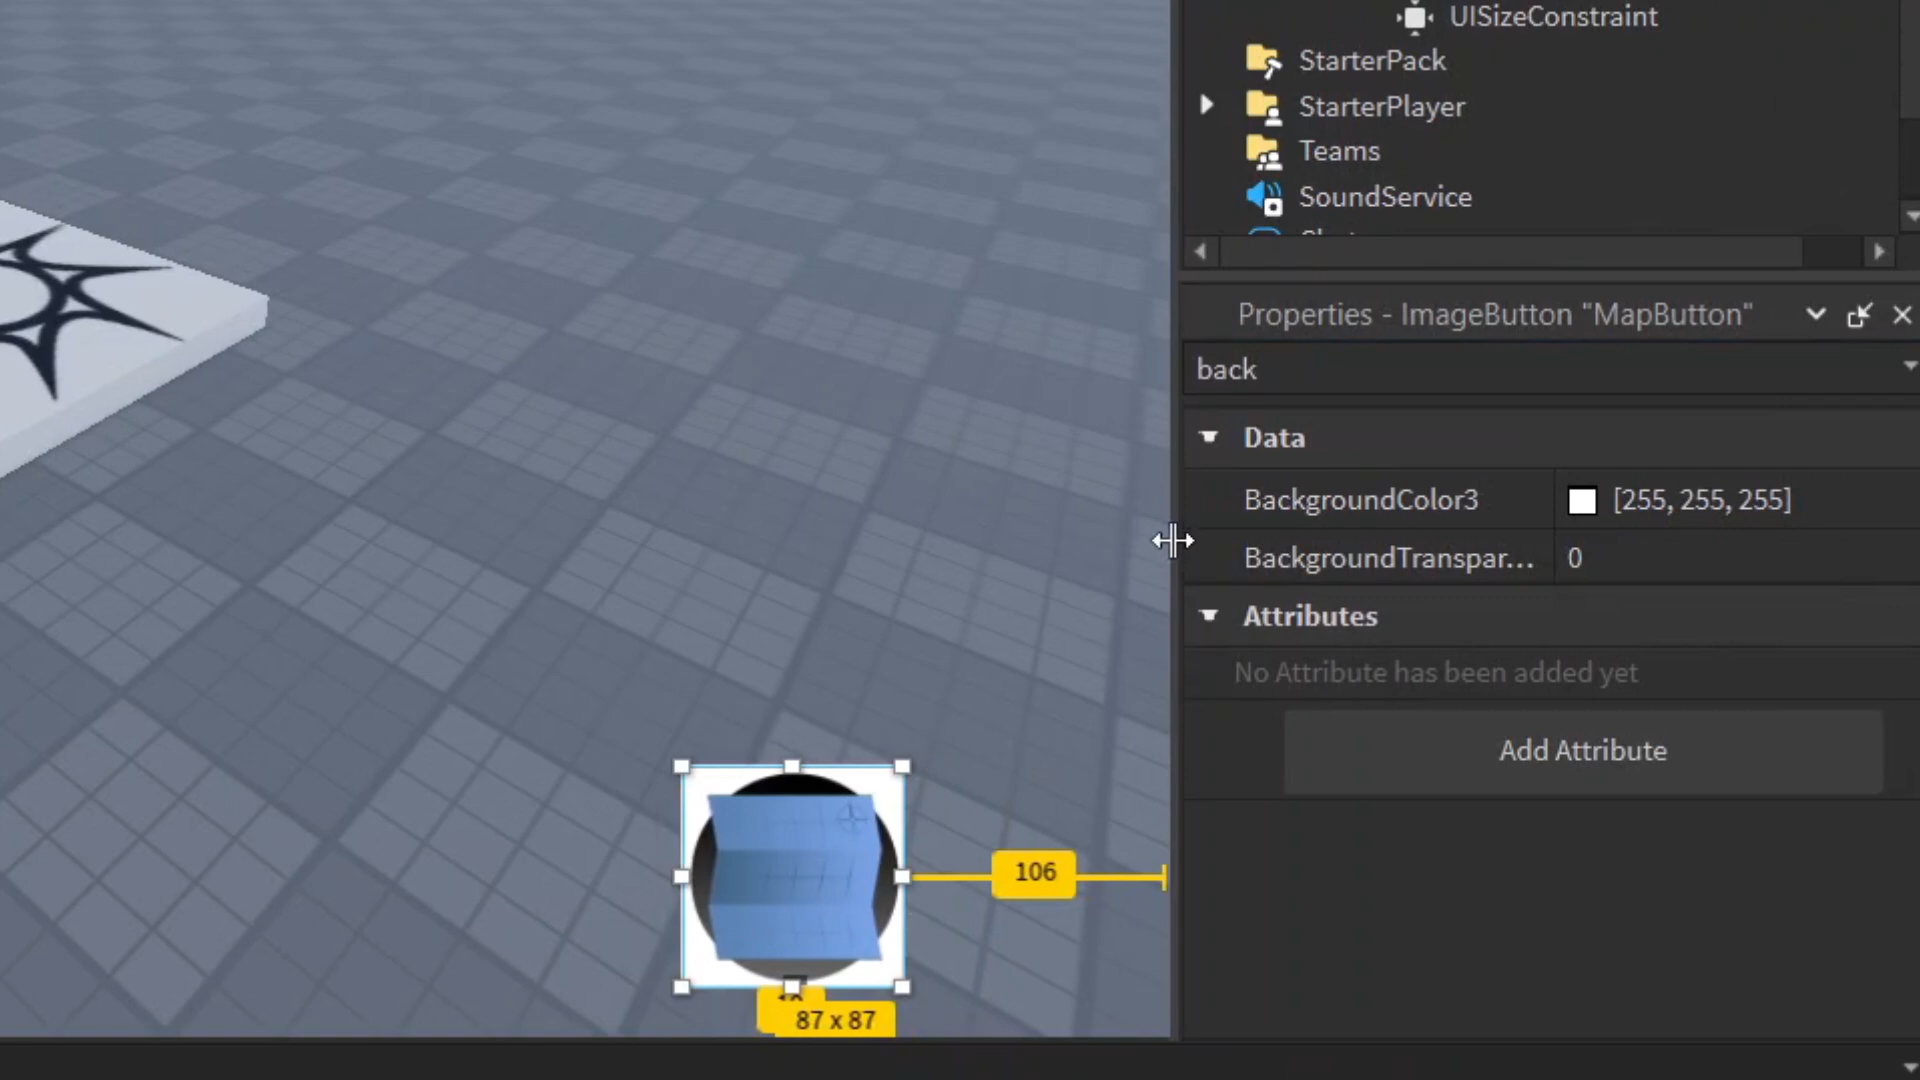 UISizeConstraint
StarterPack
StarterPlayer
Teams
SoundService
Properties - ImageButton "MapButton"
back
Data
BackgroundColor3 [255, 255, 255]
BackgroundTranspar... 0
Attributes
No Attribute has been added yet
Add Attribute
106
87 x 87